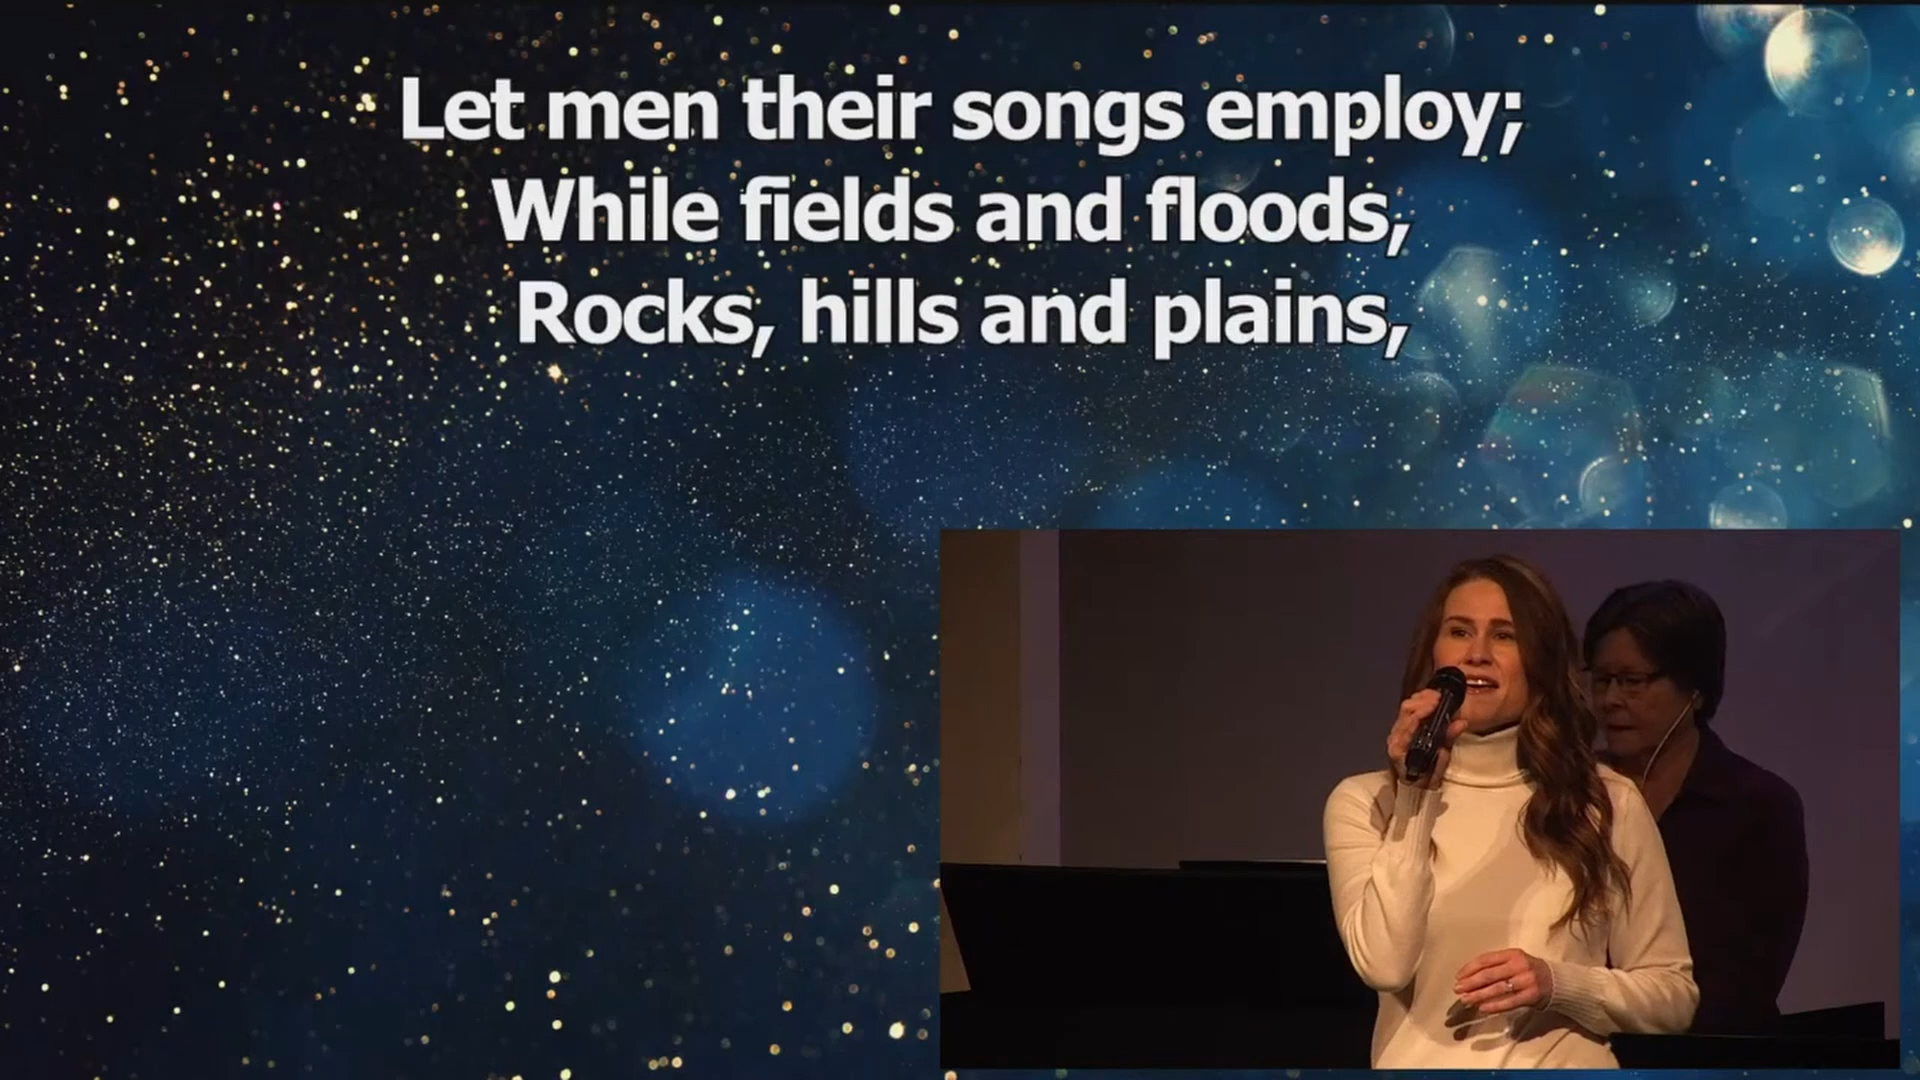 Let men their songs employ;
While fields and floods,
Rocks, hills and plains,